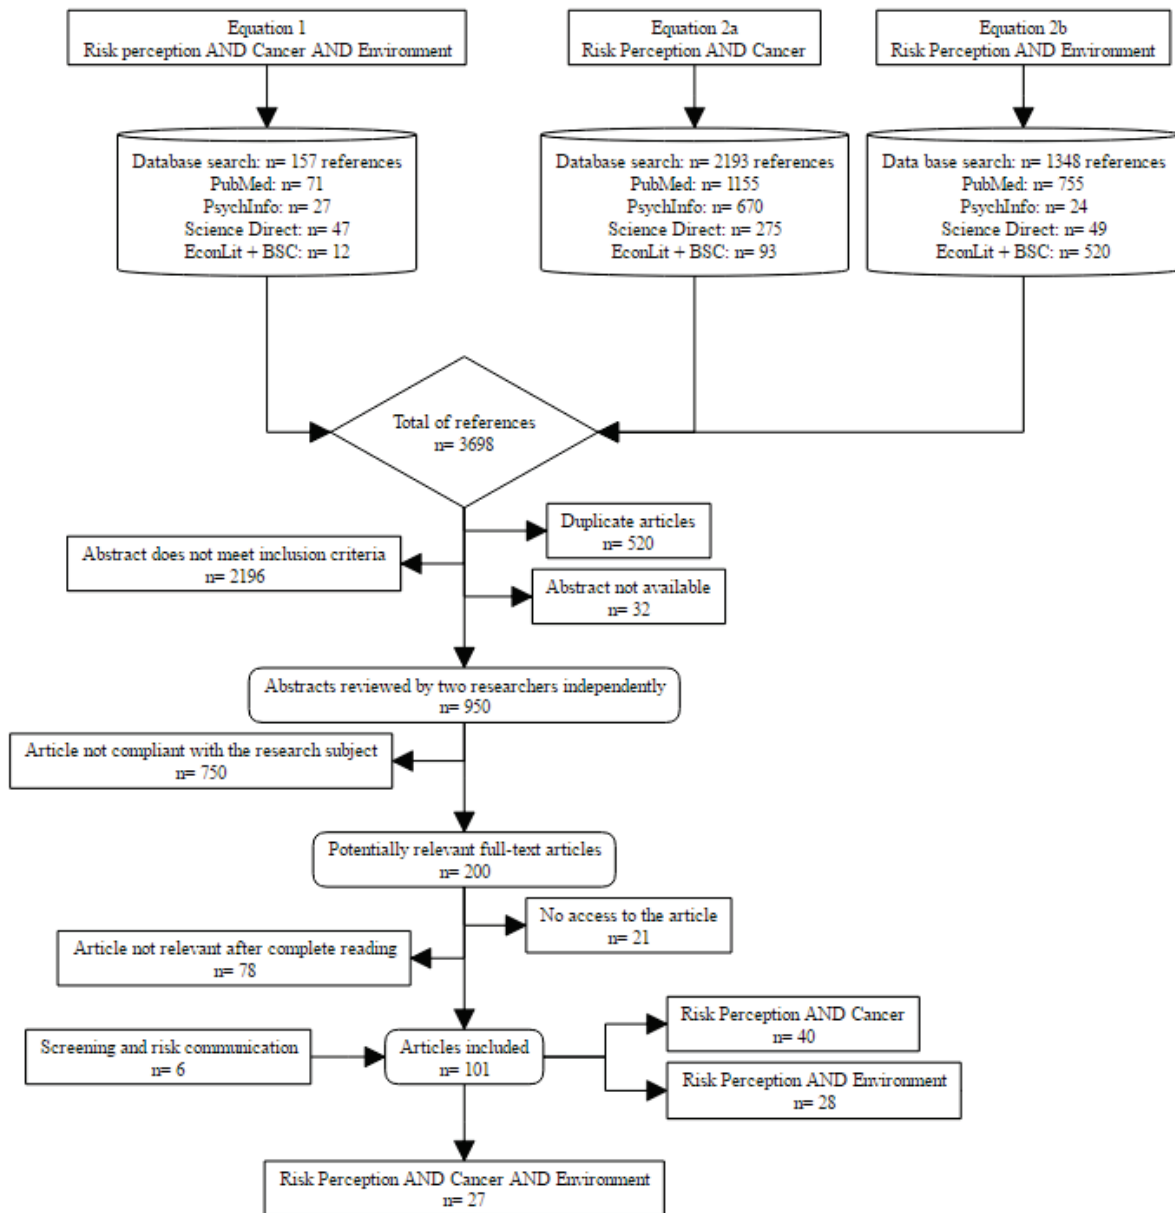 Equation 1
Risk perception AND Cancer AND Environment
Equation 2a
Risk Perception AND Cancer
Equation 2b
Risk Perception AND Environment
Database search: n= 157 references
PubMed: n= 71
PsychInfo: n= 27
Science Direct: n= 47
EconLit + BSC: n= 12
Database search: n= 2193 references
PubMed: n= 1155
PsychInfo: n= 670
Science Direct: n= 275
EconLit + BSC: n= 93
Data base search: n= 1348 references
PubMed: n= 755
PsychInfo: n= 24
Science Direct: n= 49
EconLit + BSC: n= 520
Total of references
n= 3698
Duplicate articles
n= 520
Abstract does not meet inclusion criteria
n= 2196
Abstract not available
n= 32
Abstracts reviewed by two researchers independently
n= 950
Article not compliant with the research subject
n= 750
Potentially relevant full-text articles
n= 200
No access to the article
n= 21
Article not relevant after complete reading
n= 78
Risk Perception AND Cancer
n= 40
Screening and risk communication
n= 6
Articles included
n= 101
Risk Perception AND Environment
n= 28
Risk Perception AND Cancer AND Environment
n= 27